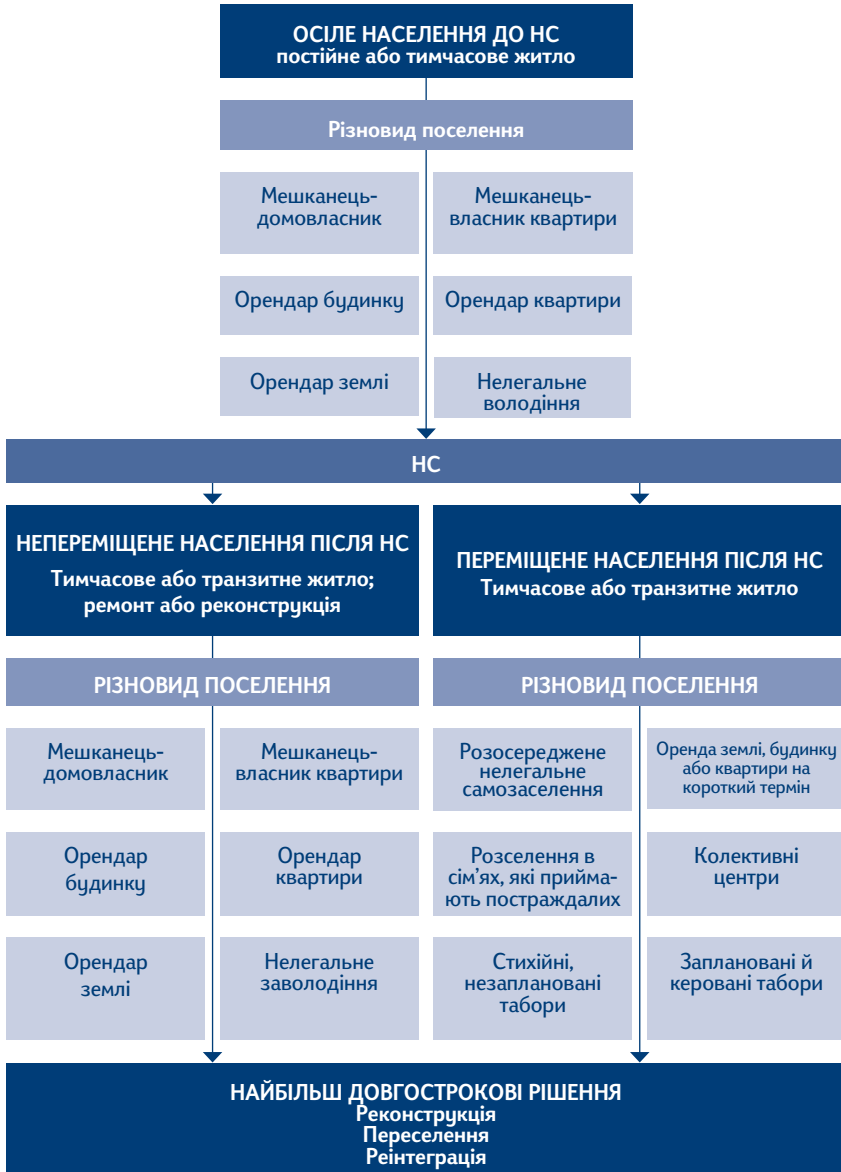 ОСІЛЕ НАСЕЛЕННЯ ДО НС
постійне або тимчасове житло
Різновид поселення
Мешканець-
домовласник
Мешканець-
власник квартири
Орендар будинку
Орендар квартири
Орендар землі
Нелегальне
володіння
НС
НЕПЕРЕМІЩЕНЕ НАСЕЛЕННЯ ПІСЛЯ НС
Тимчасове або транзитне житло;
ремонт або реконструкція
ПЕРЕМІЩЕНЕ НАСЕЛЕННЯ ПІСЛЯ НС
Тимчасове або транзитне житло
РІЗНОВИД ПОСЕЛЕННЯ
РІЗНОВИД ПОСЕЛЕННЯ
Мешканець-
домовласник
Мешканець-
власник квартири
Розосереджене
нелегальне
самозаселення
Оренда землі, будинку
або квартири на
короткий термін
Орендар
будинку
Орендар
квартири
Розселення в
сім'ях, які прийма-
ють постраждалих
Колективні
центри
Орендар
землі
Нелегальне
заволодіння
Стихійні,
незаплановані
табори
Заплановані й
керовані табори
НАЙБІЛЬШ ДОВГОСТРОКОВІ РІШЕННЯ
Реконструкція
Переселення
Реінтеграція